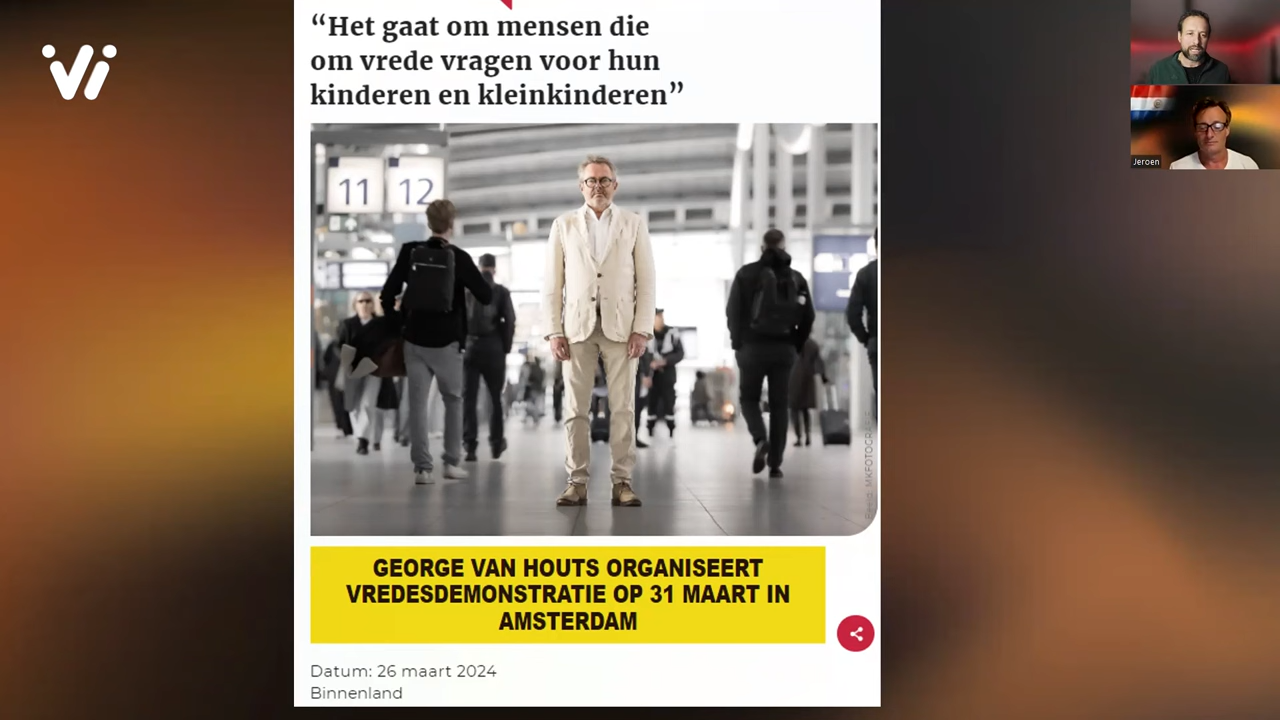 “Het gaat om mensen die
om vrede vragen voor hun
kinderen en kleinkinderen”
11
12
GEORGE VAN HOUTS ORGANISEERT
VREDESDEMONSTRATIE OP 31 MAART IN
AMSTERDAM
Datum: 26 maart 2024
Binnenland
Jeroen